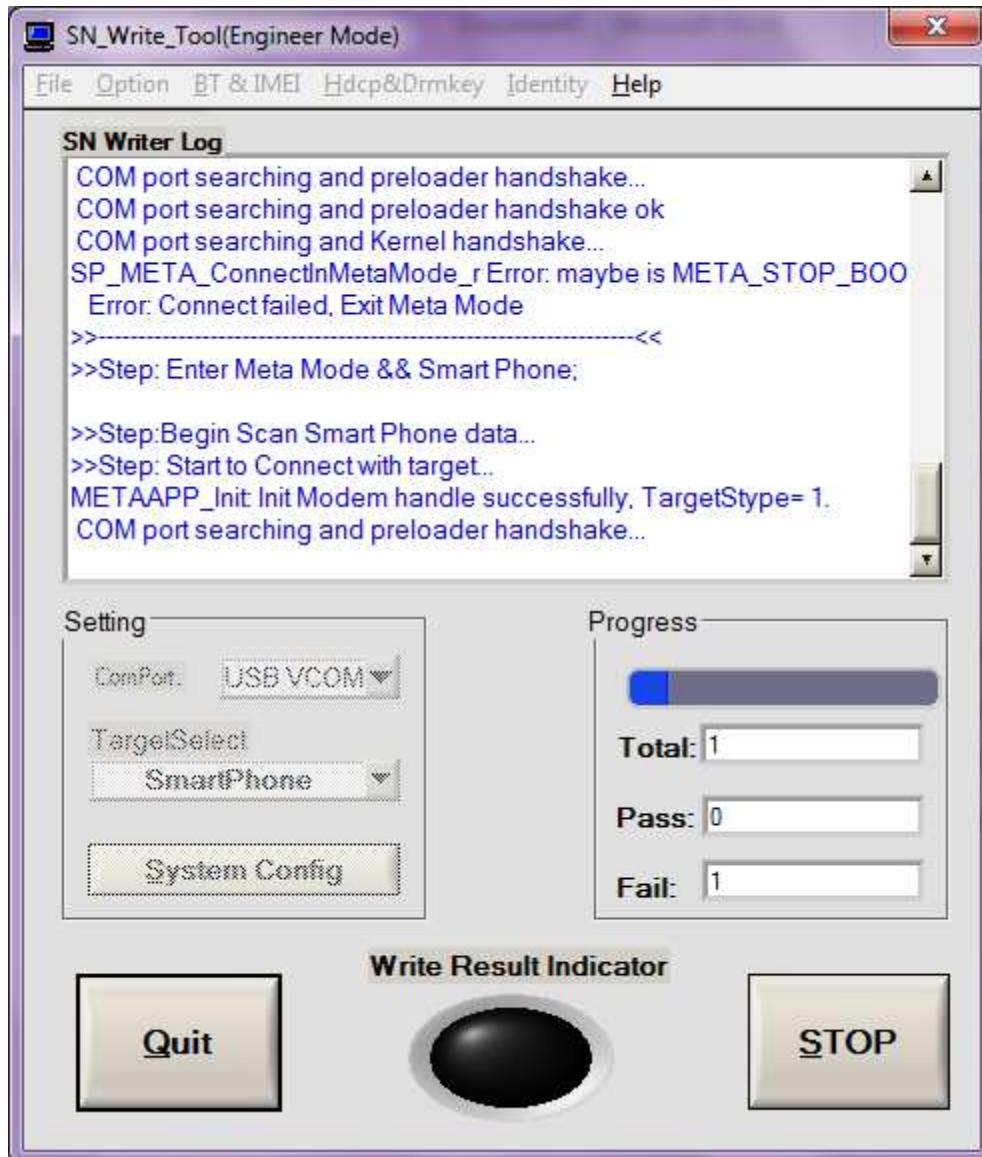 SN_Write_Tool(Engineer Mode)
File Option BT & IMEI Hdcp&Drmkey Identity Help
SN Writer Log
COM port searching and preloader handshake...
COM port searching and preloader handshake ok
COM port searching and Kernel handshake...
SP_META_ConnectInMetaMode_r Error: maybe is META_STOP_BOO
Error: Connect failed, Exit Meta Mode
>>-------------------------------------------------------------------<<
>>Step: Enter Meta Mode && Smart Phone;
>>Step:Begin Scan Smart Phone data...
>>Step: Start to Connect with target...
METAAPP_Init: Init Modem handle successfully, TargetStype= 1.
COM port searching and preloader handshake...
Setting
ComPort: USB VCOM
TargetSelect
SmartPhone
System Config
Progress
Total: 1
Pass: 0
Fail: 1
Write Result Indicator
Quit
STOP